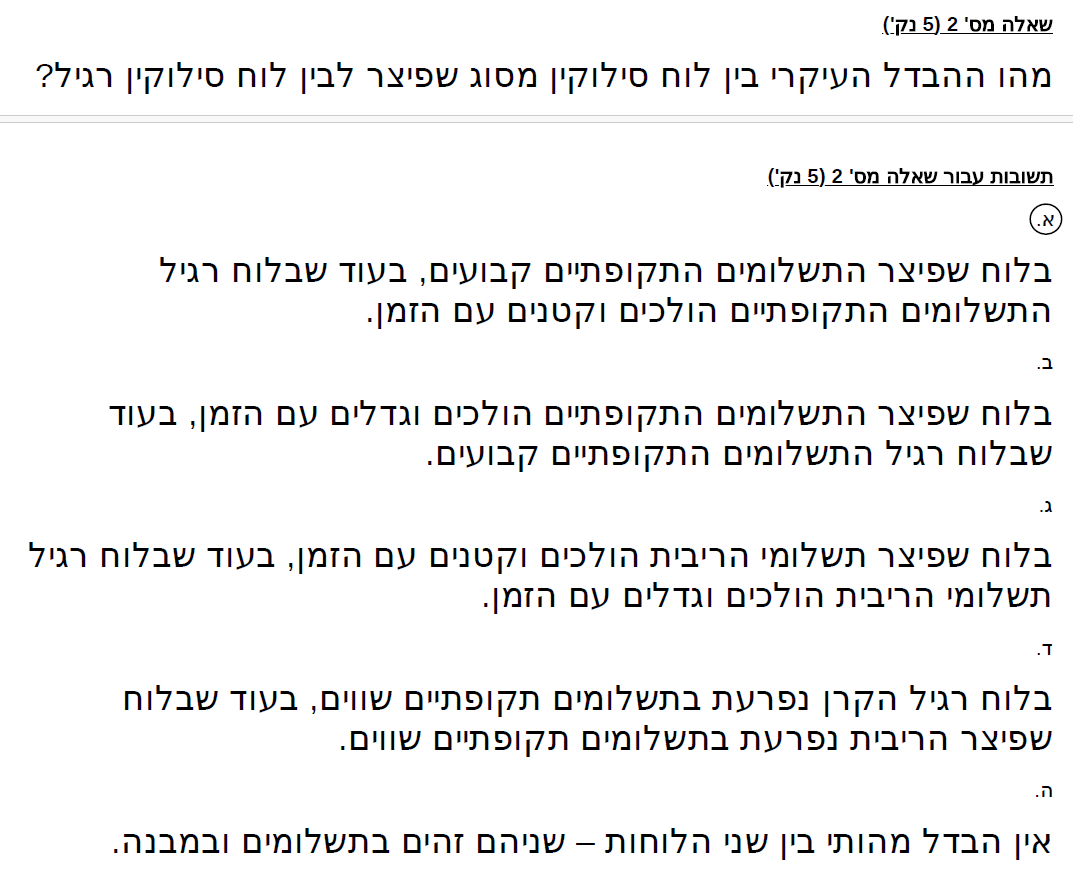 שאלה מס' 2 (5 נק')
מהו ההבדל העיקרי בין לוח סילוקין מסוג שפיצר לבין לוח סילוקין רגיל?
תשובות עבור שאלה מס' 2 (5 נק')
א.
בלוח שפיצר התשלומים התקופתיים קבועים, בעוד שבלוח רגיל
התשלומים התקופתיים הולכים וקטנים עם הזמן.
ב.
בלוח שפיצר התשלומים התקופתיים הולכים וגדלים עם הזמן, בעוד
שבלוח רגיל התשלומים התקופתיים קבועים.
ג.
בלוח שפיצר תשלומי הריבית הולכים וקטנים עם הזמן, בעוד שבלוח רגיל
תשלומי הריבית הולכים וגדלים עם הזמן.
ד.
בלוח רגיל הקרן נפרעת בתשלומים תקופתיים שווים, בעוד שבלוח
שפיצר הריבית נפרעת בתשלומים תקופתיים שווים.
ה.
אין הבדל מהותי בין שני הלוחות – שניהם זהים בתשלומים ובמבנה.